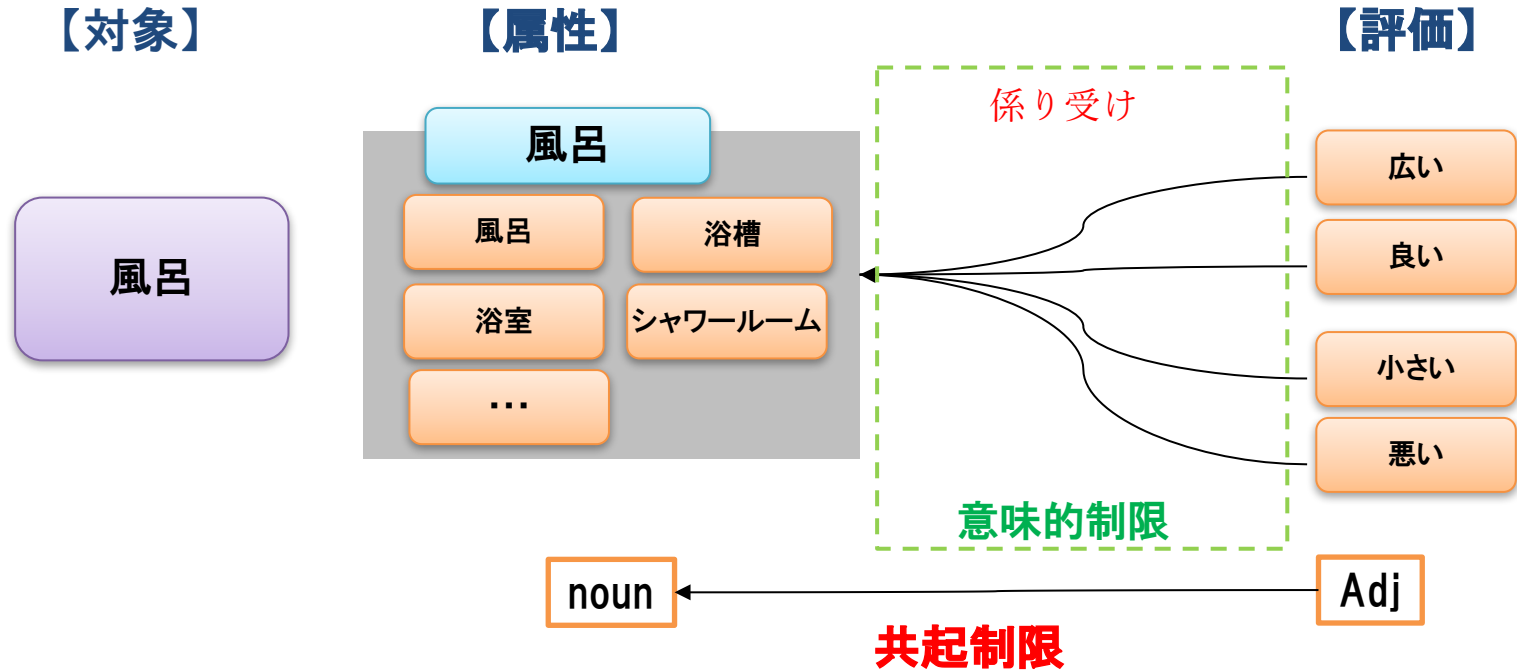 【対象】
【属性】
【評価】
係り受け
風呂
風呂
風呂
浴槽
浴室
シャワールーム
…
広い
良い
小さい
悪い
意味的制限
noun
Adj
共起制限